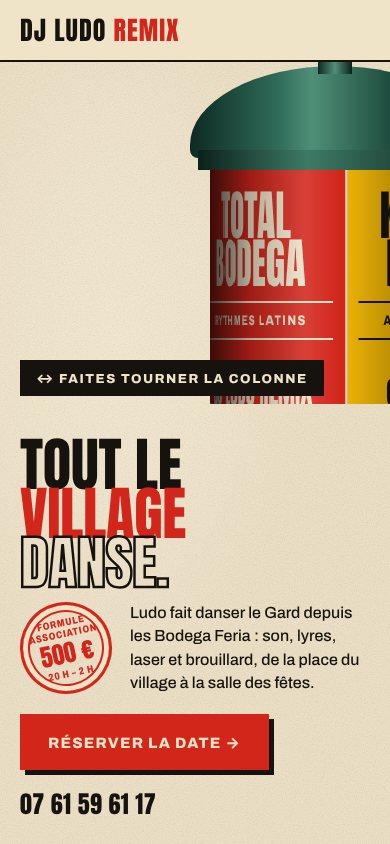 DJ LUDO REMIX
TOTAL
BODEGA
RYTHMES LATINS
↔ FAITES TOURNER LA COLONNE
TOUT LE
VILLAGE
DANSE.
FORMULE
ASSOCIATION
500 €
20 H – 2 H
Ludo fait danser le Gard depuis
les Bodega Feria : son, lyres,
laser et brouillard, de la place du
village à la salle des fêtes.
RÉSERVER LA DATE →
07 61 59 61 17